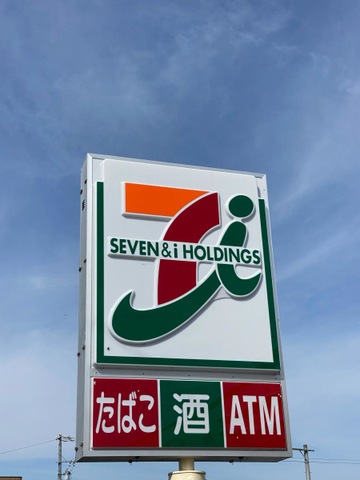 SEVEN & i HOLDINGS
たばこ 酒 ATM